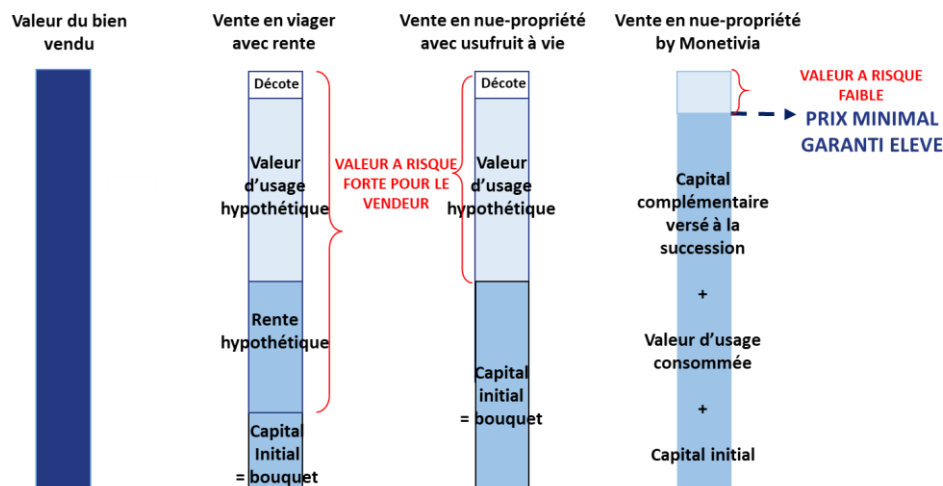 Valeur du bien
vendu
Vente en viager
avec rente
Vente en nue-propriété
avec usufruit à vie
Vente en nue-propriété
by Monetivia
Décote
Valeur
d'usage
hypothétique
Rente
hypothétique
Capital
Initial
= bouquet
VALEUR A RISQUE
FORTE POUR LE
VENDEUR
Décote
Valeur
d'usage
hypothétique
Capital
initial
= bouquet
VALEUR A RISQUE
FAIBLE
PRIX MINIMAL
GARANTI ELEVE
Capital
complémentaire
versé à la
succession
+
Valeur d'usage
consommée
+
Capital initial